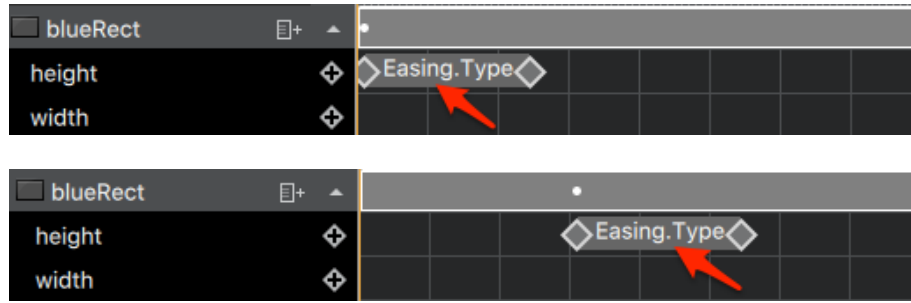 blueRect
height Easing.Type
width
blueRect
height Easing.Type
width